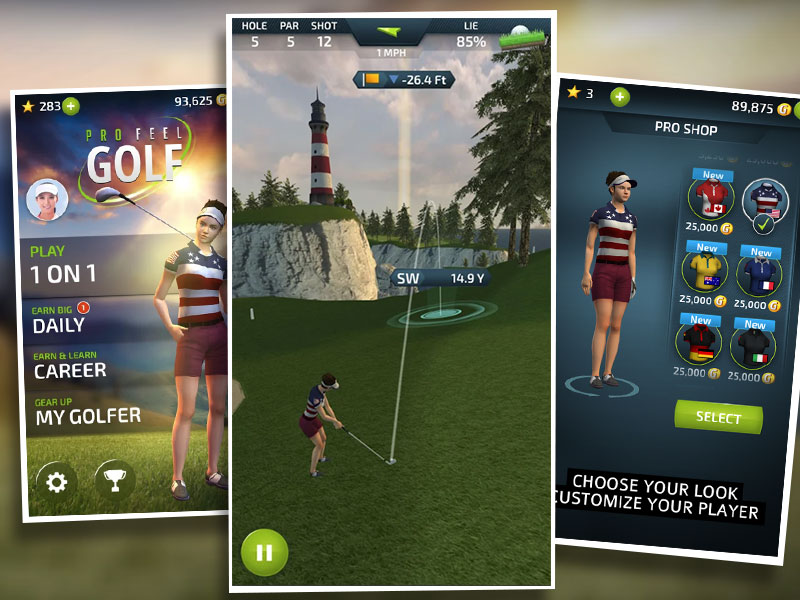 283
93,625
PRO FEEL
GOLF
PLAY
1 ON 1
EARN BIG 1
DAILY
EARN & LEARN
CAREER
GEAR UP
MY GOLFER
HOLE PAR SHOT LIE
5 5 12 85%
1 MPH
-26.4 Ft
SW 14.9 Y
3
89,875
PRO SHOP
New
25,000
New New
25,000 25,000
New New
25,000 25,000
SELECT
CHOOSE YOUR LOOK
CUSTOMIZE YOUR PLAYER